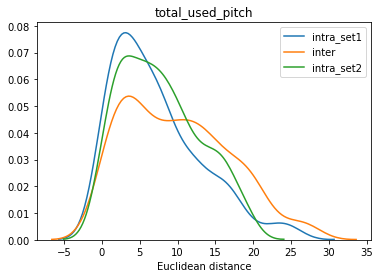 total_used_pitch
0.08
0.07
0.06
0.05
0.04
0.03
0.02
0.01
0.00
intra_set1
inter
intra_set2
−5 0 5 10 15 20 25 30 35
Euclidean distance